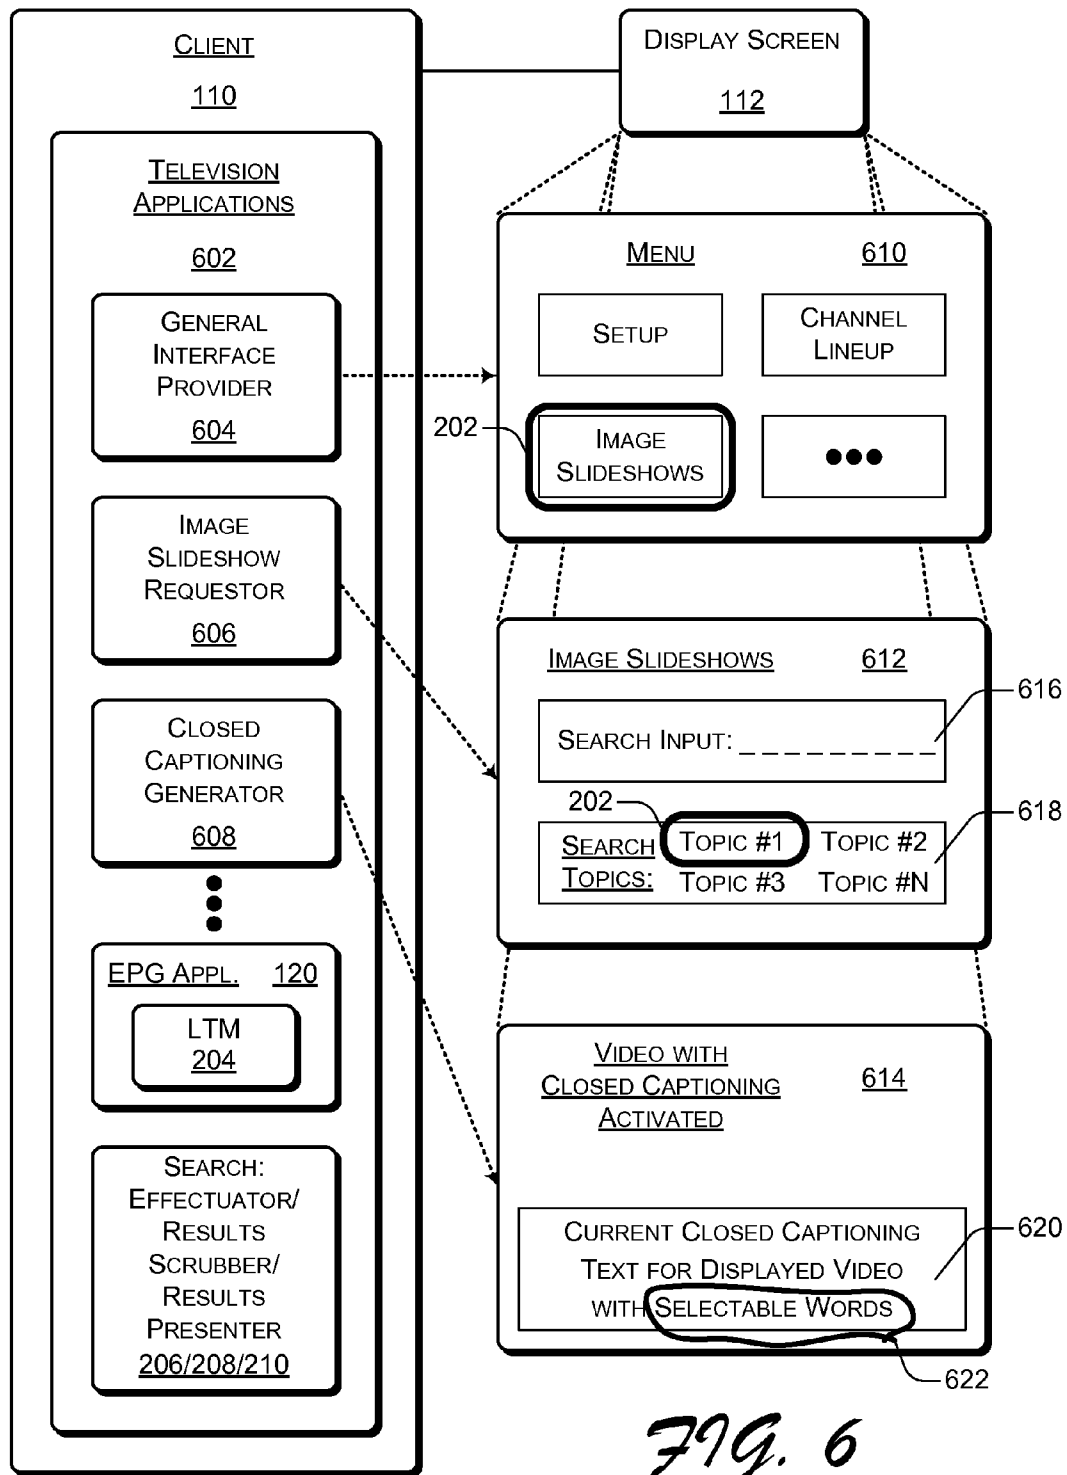 CLIENT
110
TELEVISION
APPLICATIONS
602
GENERAL
INTERFACE
PROVIDER
604
IMAGE
SLIDESHOW
REQUESTOR
606
CLOSED
CAPTIONING
GENERATOR
608
EPG APPL. 120
LTM
204
SEARCH:
EFFECTUATOR/
RESULTS
SCRUBBER/
RESULTS
PRESENTER
206/208/210
DISPLAY SCREEN
112
MENU 610
SETUP
CHANNEL
LINEUP
202
IMAGE
SLIDESHOWS
IMAGE SLIDESHOWS 612
616
SEARCH INPUT: _ _ _ _ _ _ _ _ _
202
618
SEARCH
TOPICS:
TOPIC #1 TOPIC #2
TOPIC #3 TOPIC #N
VIDEO WITH
CLOSED CAPTIONING
ACTIVATED
614
CURRENT CLOSED CAPTIONING
TEXT FOR DISPLAYED VIDEO
WITH SELECTABLE WORDS
620
622
FIG. 6